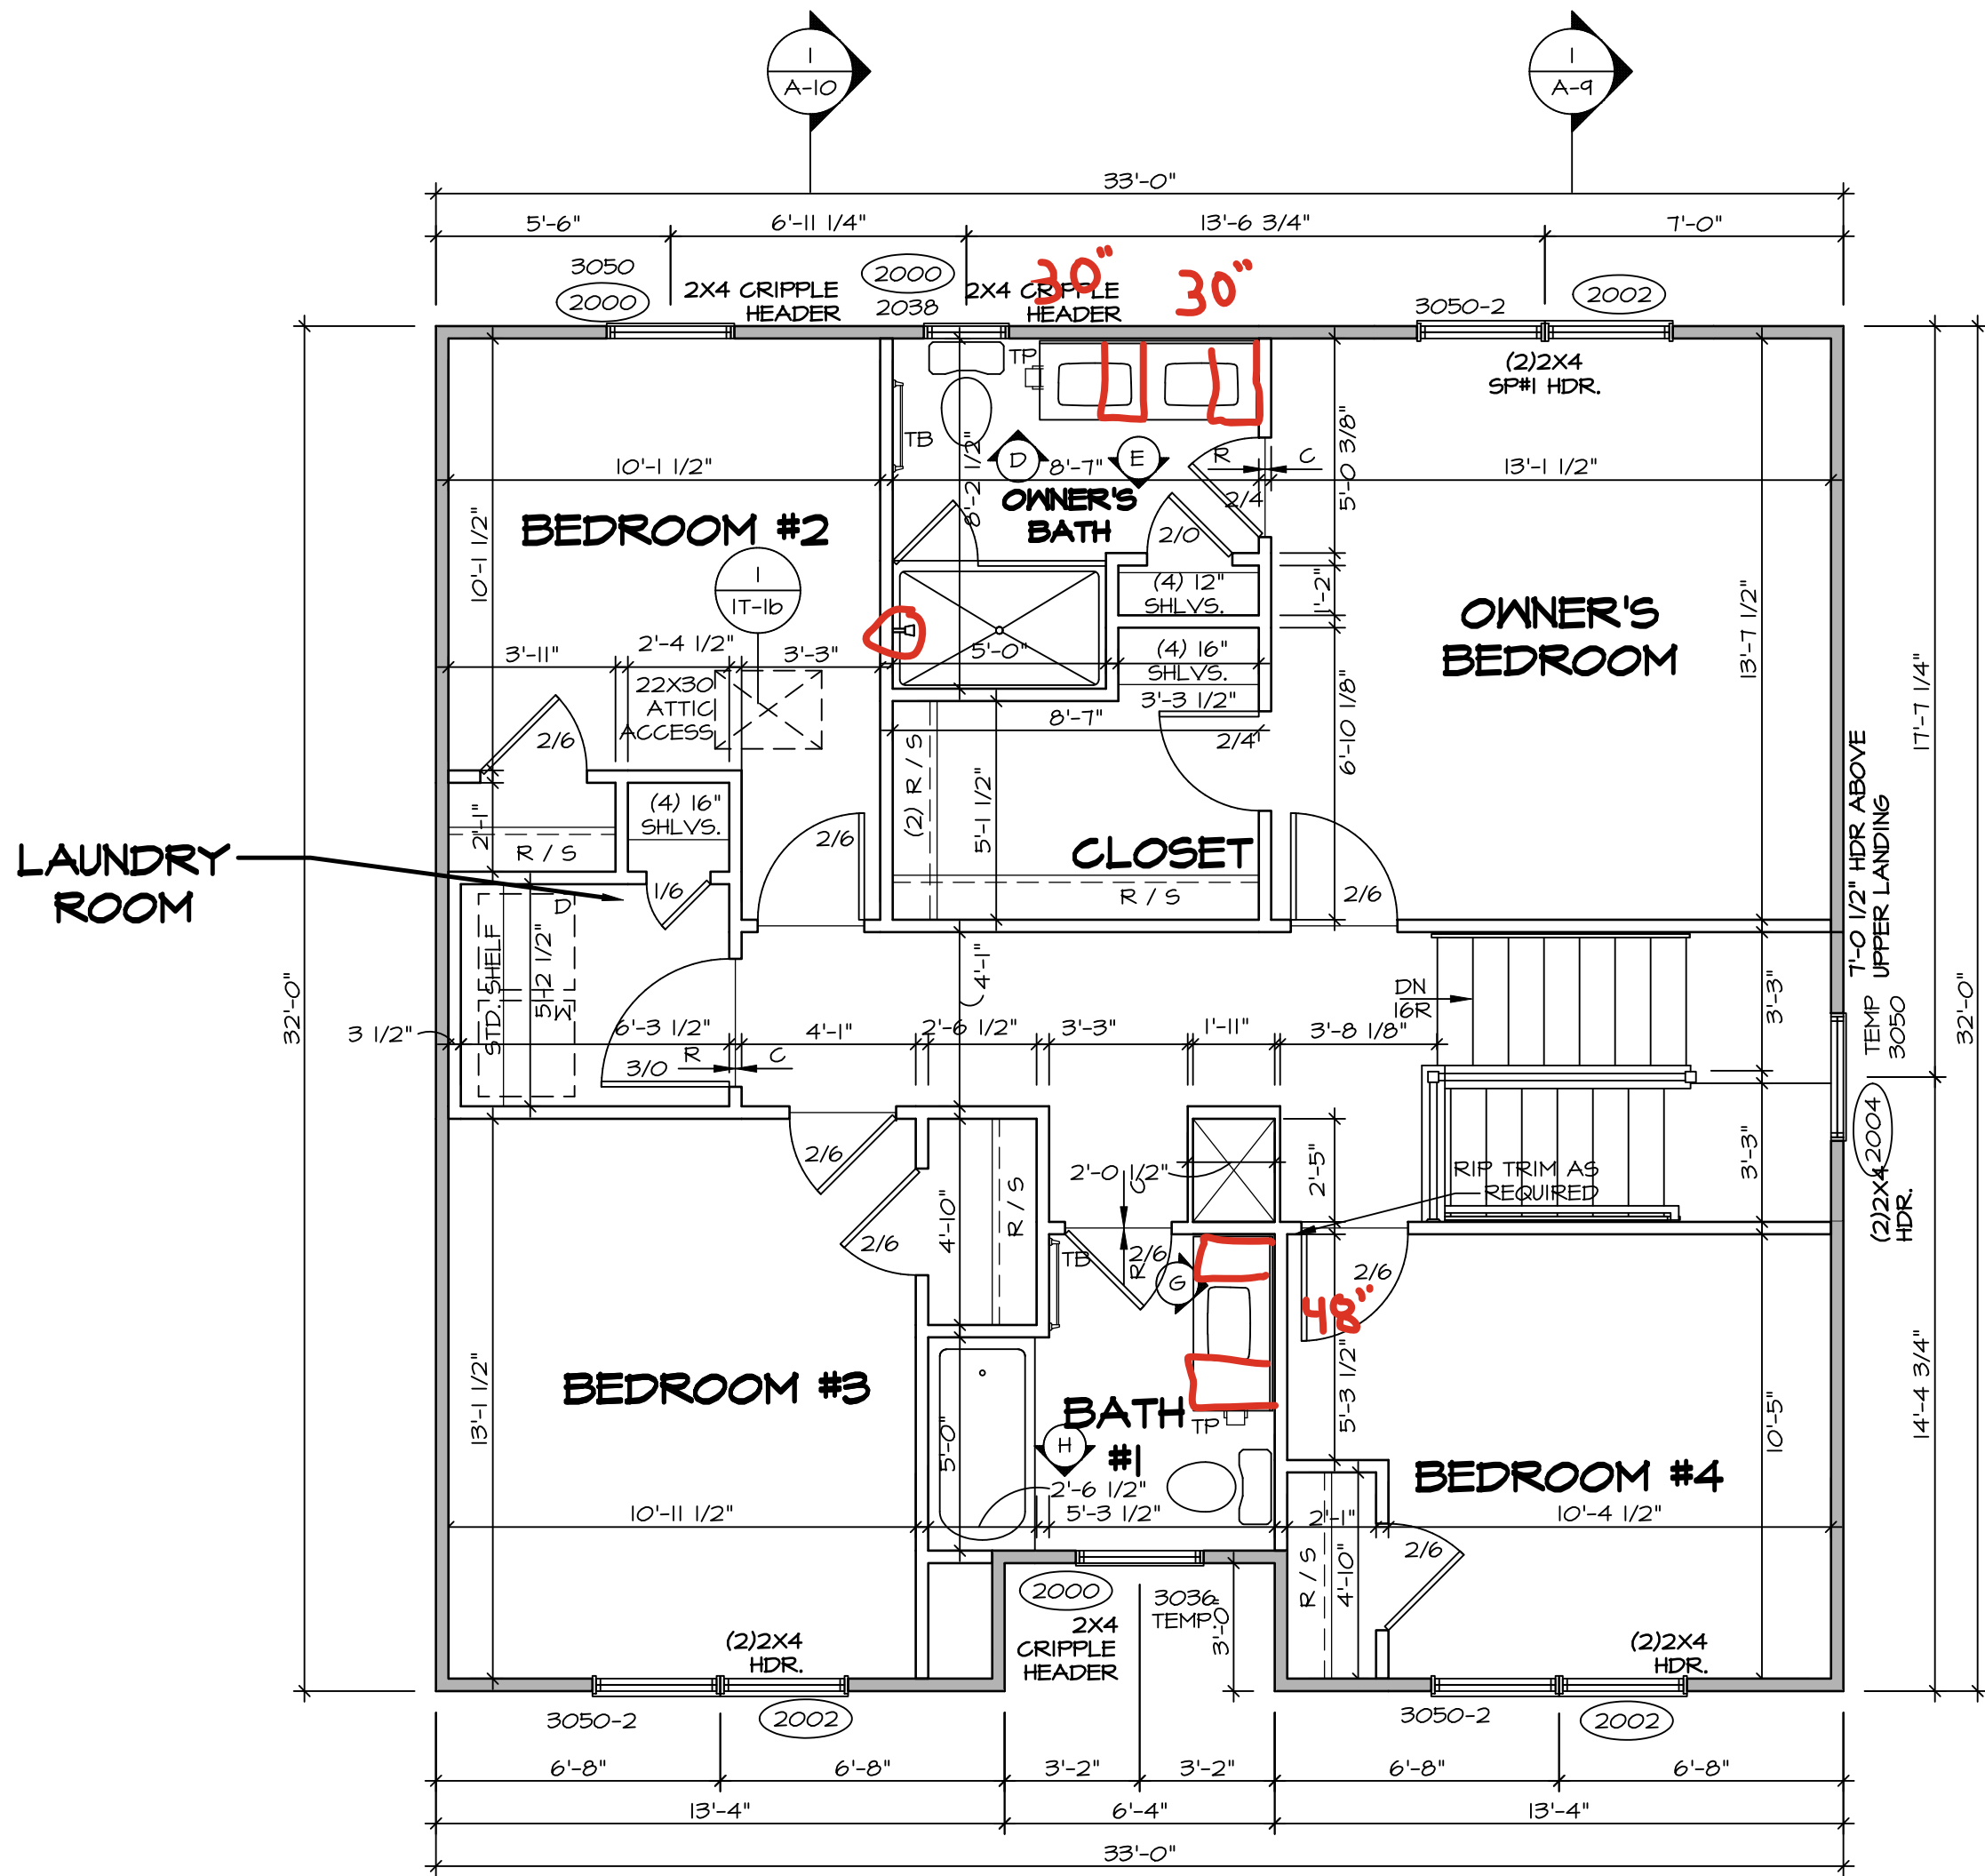 1
A-10
1
A-9
33'-0"
5'-6"
6'-11 1/4"
13'-6 3/4"
7'-0"
3050
2000
2X4 CRIPPLE
HEADER
2000
2038
2X4 CRIPPLE
HEADER
30"
30"
3050-2
2002
(2)2X4
SP#1 HDR.
TP
TB
D
E
R
C
10'-1 1/2"
8'-2 1/2"
8'-7"
5'-0 3/8"
13'-1 1/2"
OWNER'S
BATH
2/4
2/0
BEDROOM #2
10'-1 1/2"
1
1T-1b
(4) 12"
SHLVS.
1'-2"
OWNER'S
BEDROOM
13'-7 1/2"
3'-11"
2'-4 1/2"
3'-3"
5'-0"
(4) 16"
SHLVS.
3'-3 1/2"
22X30
ATTIC
ACCESS
8'-7"
2/4
6'-10 1/8"
17'-7 1/4"
2/6
(2) R / S
5'-1 1/2"
2'-1"
(4) 16"
SHLVS.
R / S
2/6
CLOSET
R / S
2/6
7'-0 1/2" HDR ABOVE
UPPER LANDING
LAUNDRY
ROOM
1/6
D
STD. SHELF
5'-2 1/2"
W
4'-1"
32'-0"
3 1/2"
6'-3 1/2"
4'-1"
2'-6 1/2"
3'-3"
1'-11"
3'-8 1/8"
DN
16R
3'-3"
TEMP
3050
32'-0"
3/0
R
C
2004
(2)2X4
HDR.
2/6
2/6
4'-10"
R / S
2'-0 1/2"
C
2'-5"
RIP TRIM AS
REQUIRED
3'-3"
TB
R
2/6
G
2/6
48"
BEDROOM #3
13'-1 1/2"
5'-0"
BATH
#1
TP
H
5'-3 1/2"
10'-5"
14'-4 3/4"
BEDROOM #4
10'-11 1/2"
2'-6 1/2"
5'-3 1/2"
2'-1"
10'-4 1/2"
R / S
4'-10"
2/6
2000
3036
TEMP.
3'-0"
2X4
CRIPPLE
HEADER
(2)2X4
HDR.
(2)2X4
HDR.
3050-2
2002
3050-2
2002
6'-8"
6'-8"
3'-2"
3'-2"
6'-8"
6'-8"
13'-4"
6'-4"
13'-4"
33'-0"